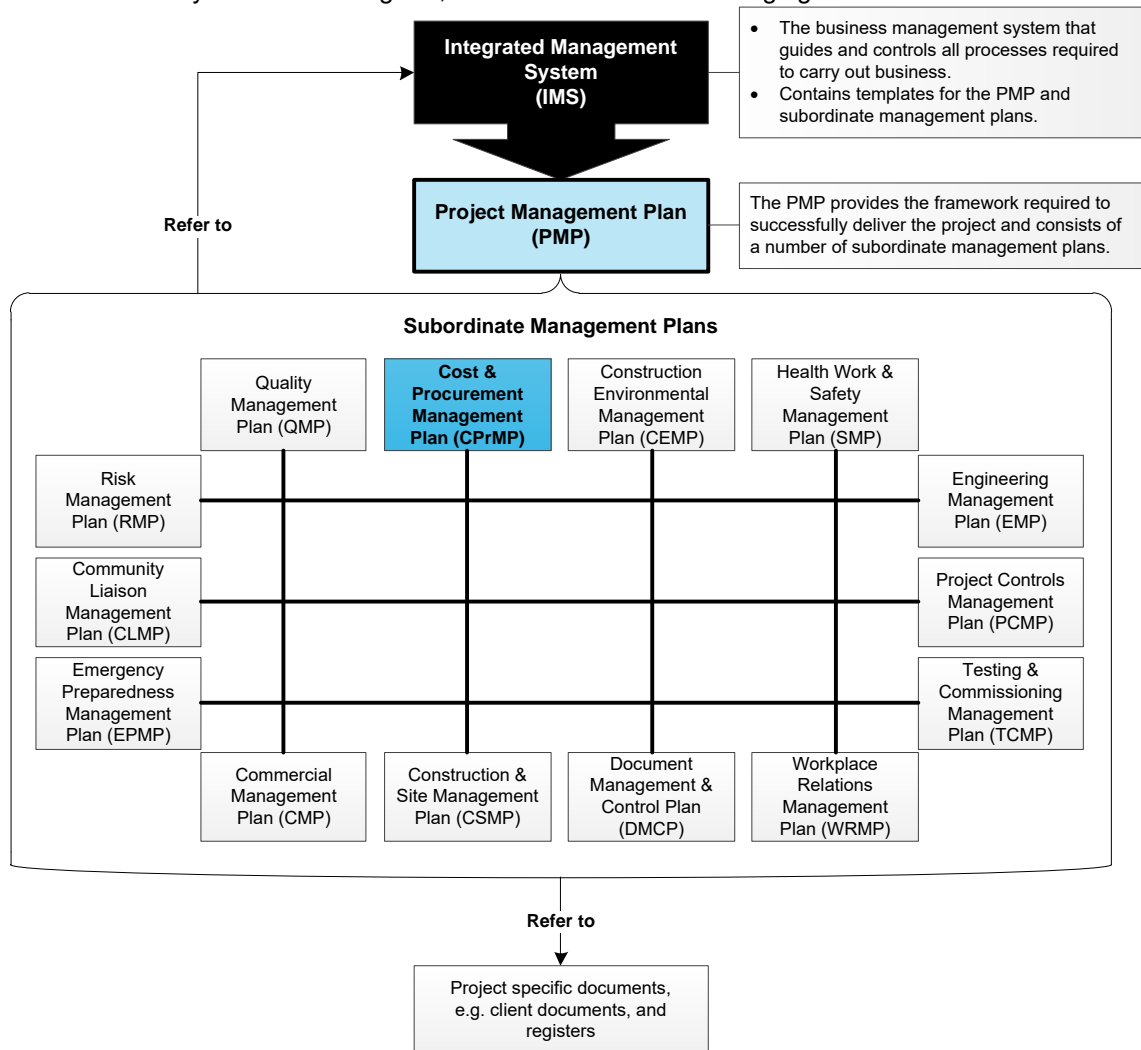 Integrated Management
System
(IMS)
• The business management system that
guides and controls all processes required
to carry out business.
• Contains templates for the PMP and
subordinate management plans.
Refer to
Project Management Plan
(PMP)
The PMP provides the framework required to
successfully deliver the project and consists of
a number of subordinate management plans.
Subordinate Management Plans
Quality
Management
Plan (QMP)
Cost &
Procurement
Management
Plan (CPrMP)
Construction
Environmental
Management
Plan (CEMP)
Health Work &
Safety
Management
Plan (SMP)
Risk
Management
Plan (RMP)
Engineering
Management
Plan (EMP)
Community
Liaison
Management
Plan (CLMP)
Project Controls
Management
Plan (PCMP)
Emergency
Preparedness
Management
Plan (EPMP)
Testing &
Commissioning
Management
Plan (TCMP)
Commercial
Management
Plan (CMP)
Construction &
Site Management
Plan (CSMP)
Document
Management &
Control Plan
(DMCP)
Workplace
Relations
Management
Plan (WRMP)
Refer to
Project specific documents,
e.g. client documents, and
registers